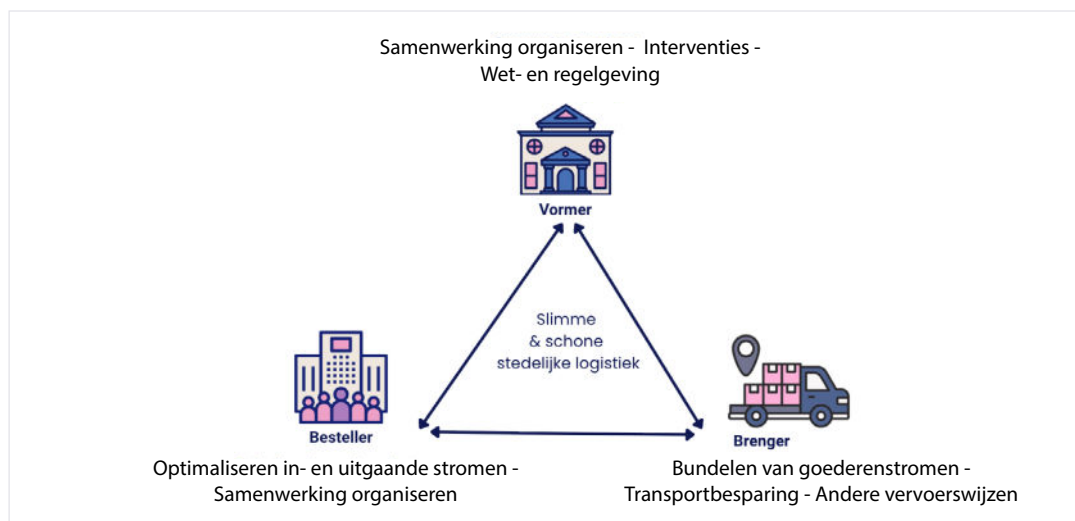 Samenwerking organiseren - Interventies -
Wet- en regelgeving
Vormer
Slimme
& schone
stedelijke logistiek
Besteller
Optimaliseren in- en uitgaande stromen -
Samenwerking organiseren
Brenger
Bundelen van goederenstromen -
Transportbesparing - Andere vervoerswijzen